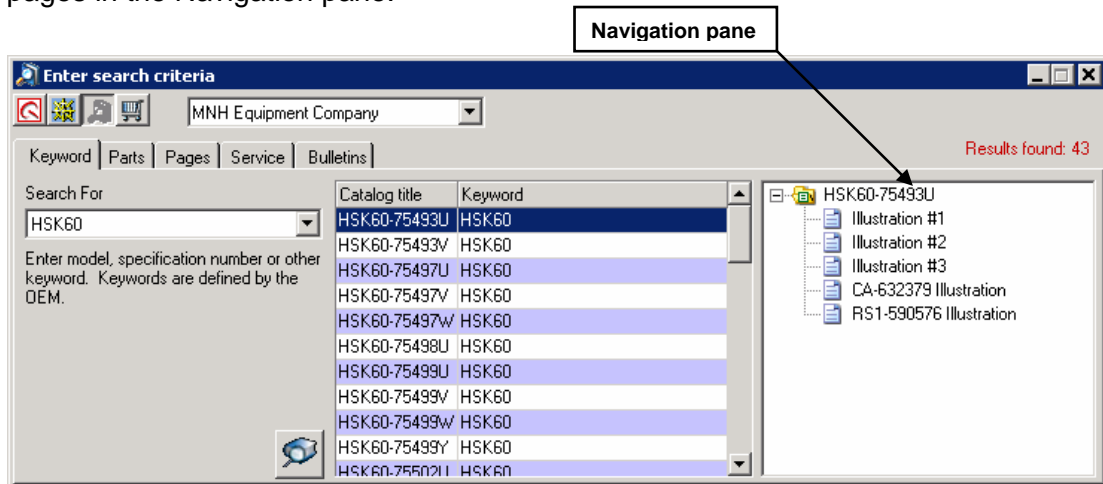 pages in the Navigation pane.
Navigation pane
Enter search criteria
MNH Equipment Company
Keyword Parts Pages Service Bulletins
Results found: 43
Search For
HSK60
Enter model, specification number or other
keyword. Keywords are defined by the
OEM.
Catalog title Keyword
HSK60-75493U HSK60
HSK60-75493V HSK60
HSK60-75497U HSK60
HSK60-75497V HSK60
HSK60-75497W HSK60
HSK60-75498U HSK60
HSK60-75499U HSK60
HSK60-75499V HSK60
HSK60-75499W HSK60
HSK60-75499Y HSK60
HSK60-75502U HSK60
HSK60-75493U
Illustration #1
Illustration #2
Illustration #3
CA-632379 Illustration
RS1-590576 Illustration